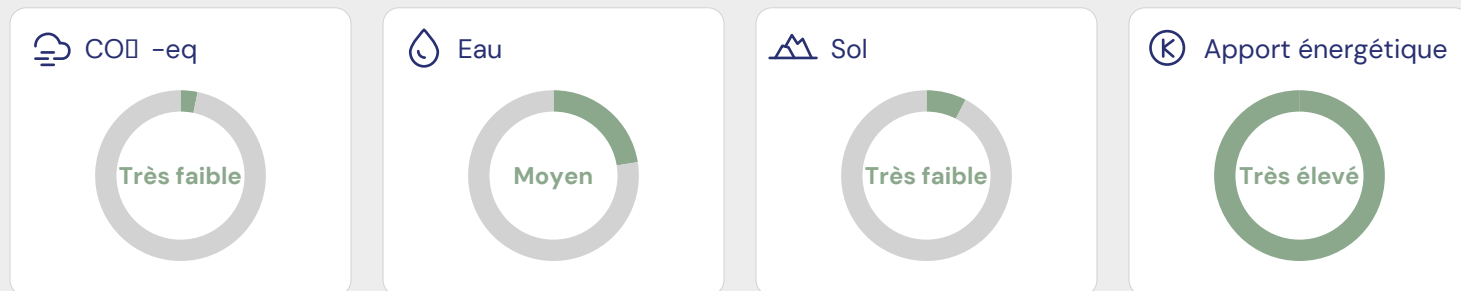 CO▯ -eq
Très faible
Eau
Moyen
Sol
Très faible
Apport énergétique
Très élevé